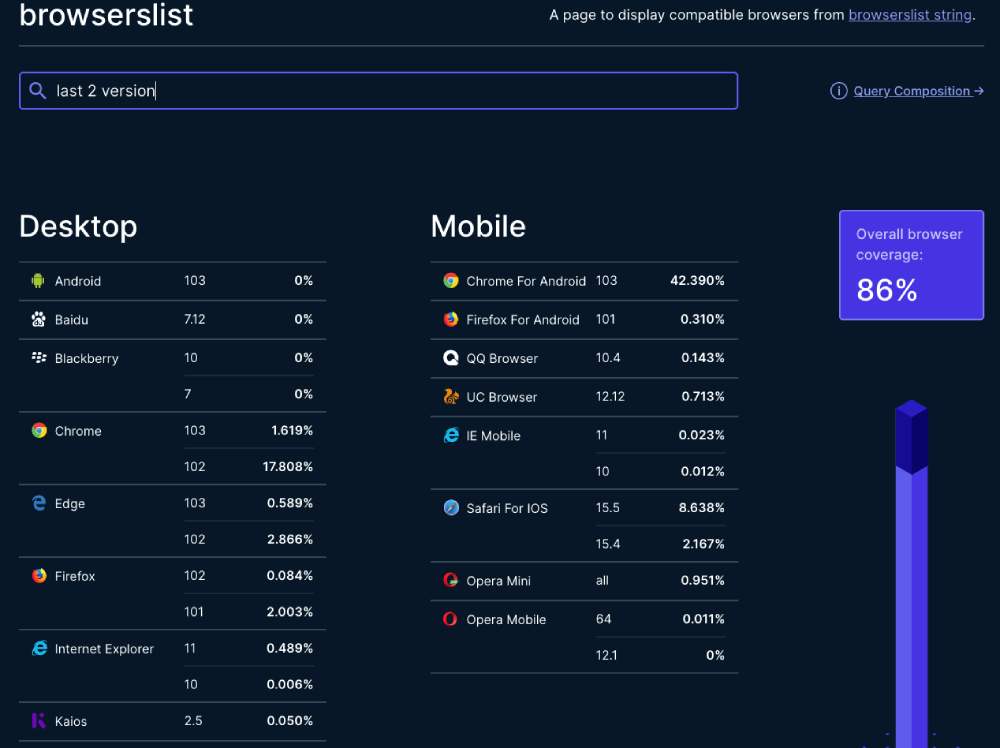 browserslist
A page to display compatible browsers from browserslist string.
last 2 version
Query Composition →
Desktop
Android 103 0%
Baidu 7.12 0%
Blackberry 10 0%
7 0%
Chrome 103 1.619%
102 17.808%
Edge 103 0.589%
102 2.866%
Firefox 102 0.084%
101 2.003%
Internet Explorer 11 0.489%
10 0.006%
Kaios 2.5 0.050%
Mobile
Chrome For Android 103 42.390%
Firefox For Android 101 0.310%
QQ Browser 10.4 0.143%
UC Browser 12.12 0.713%
IE Mobile 11 0.023%
10 0.012%
Safari For IOS 15.5 8.638%
15.4 2.167%
Opera Mini all 0.951%
Opera Mobile 64 0.011%
12.1 0%
Overall browser
coverage:
86%